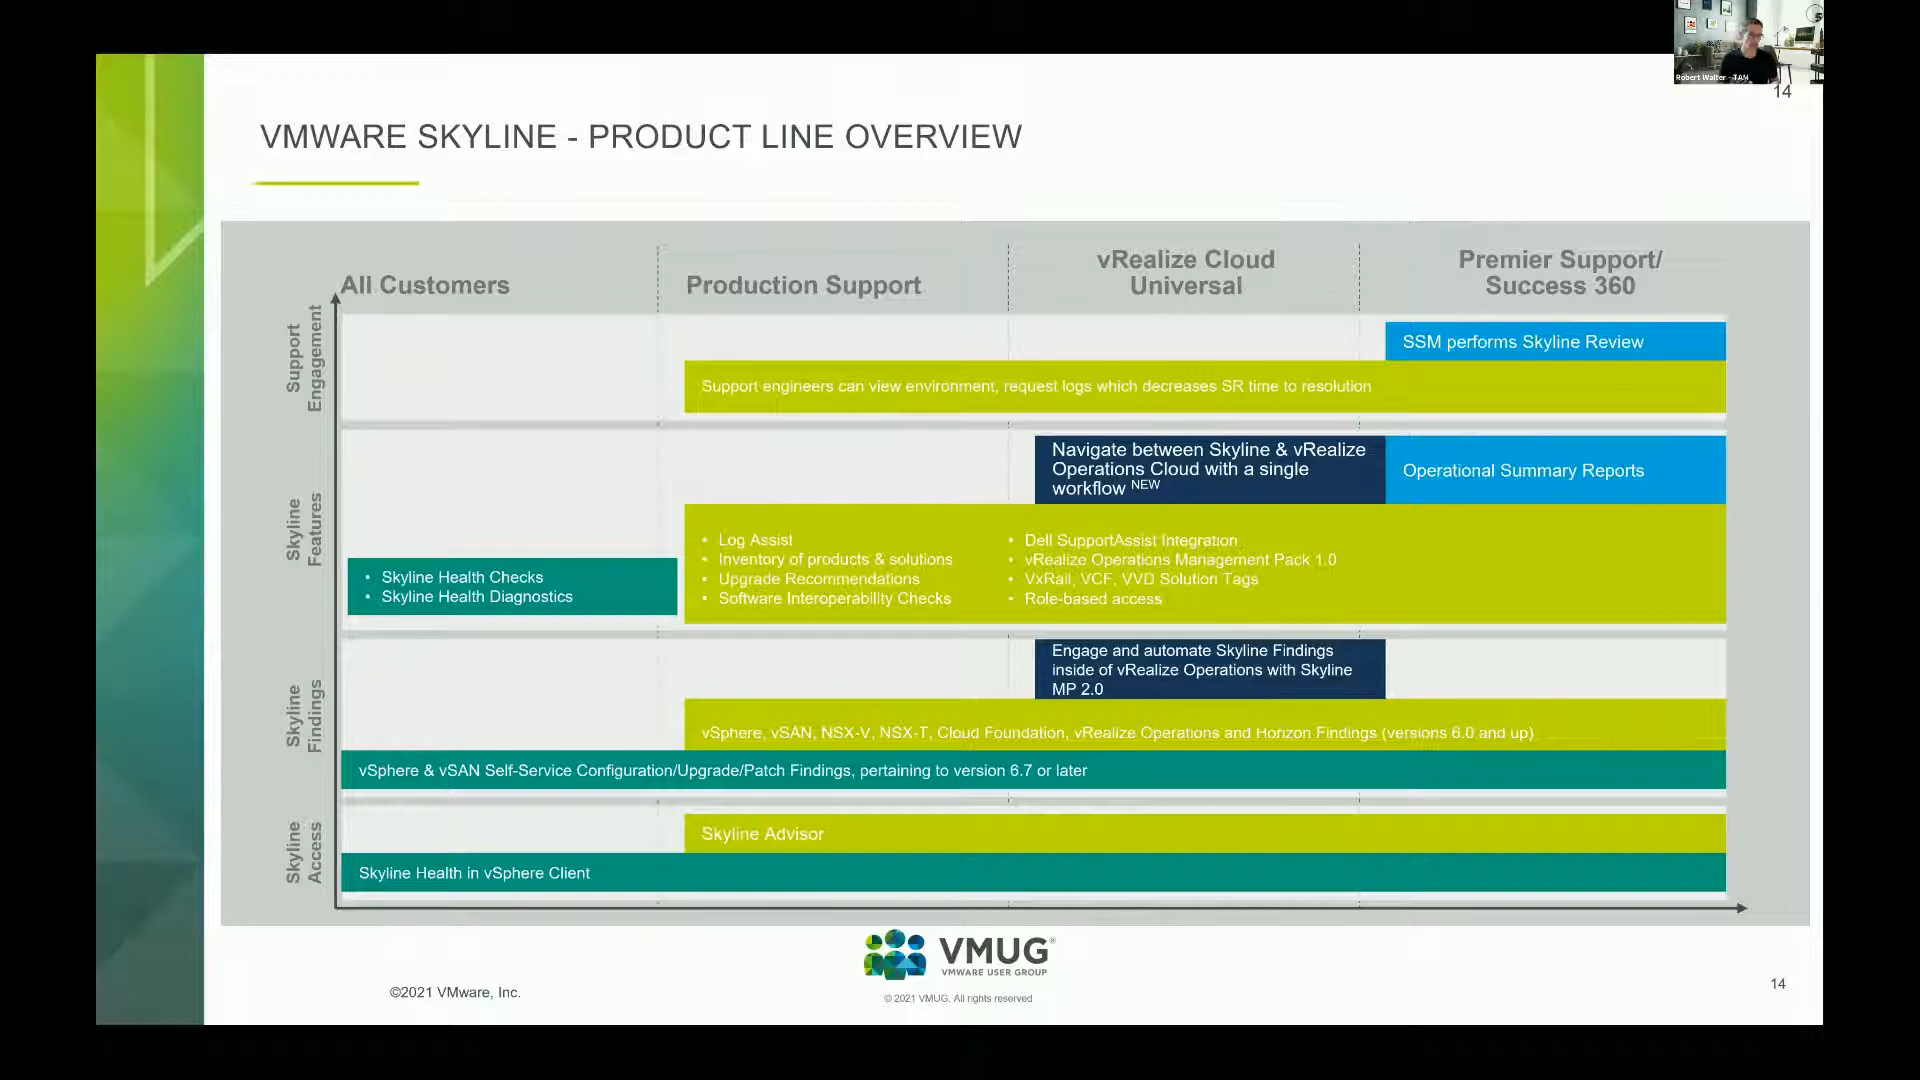 Robert Walter - TAM
14
VMWARE SKYLINE - PRODUCT LINE OVERVIEW
All Customers
Production Support
vRealize Cloud
Universal
Premier Support/
Success 360
Support
Engagement
SSM performs Skyline Review
Support engineers can view environment, request logs which decreases SR time to resolution
Skyline
Features
Navigate between Skyline & vRealize
Operations Cloud with a single
workflow NEW
Operational Summary Reports
• Skyline Health Checks
• Skyline Health Diagnostics
• Log Assist
• Inventory of products & solutions
• Upgrade Recommendations
• Software Interoperability Checks
• Dell SupportAssist Integration
• vRealize Operations Management Pack 1.0
• VxRail, VCF, VVD Solution Tags
• Role-based access
Skyline
Findings
Engage and automate Skyline Findings
inside of vRealize Operations with Skyline
MP 2.0
vSphere, vSAN, NSX-V, NSX-T, Cloud Foundation, vRealize Operations and Horizon Findings (versions 6.0 and up)
vSphere & vSAN Self-Service Configuration/Upgrade/Patch Findings, pertaining to version 6.7 or later
Skyline
Access
Skyline Advisor
Skyline Health in vSphere Client
VMUG®
VMWARE USER GROUP
©2021 VMware, Inc.
© 2021 VMUG. All rights reserved
14